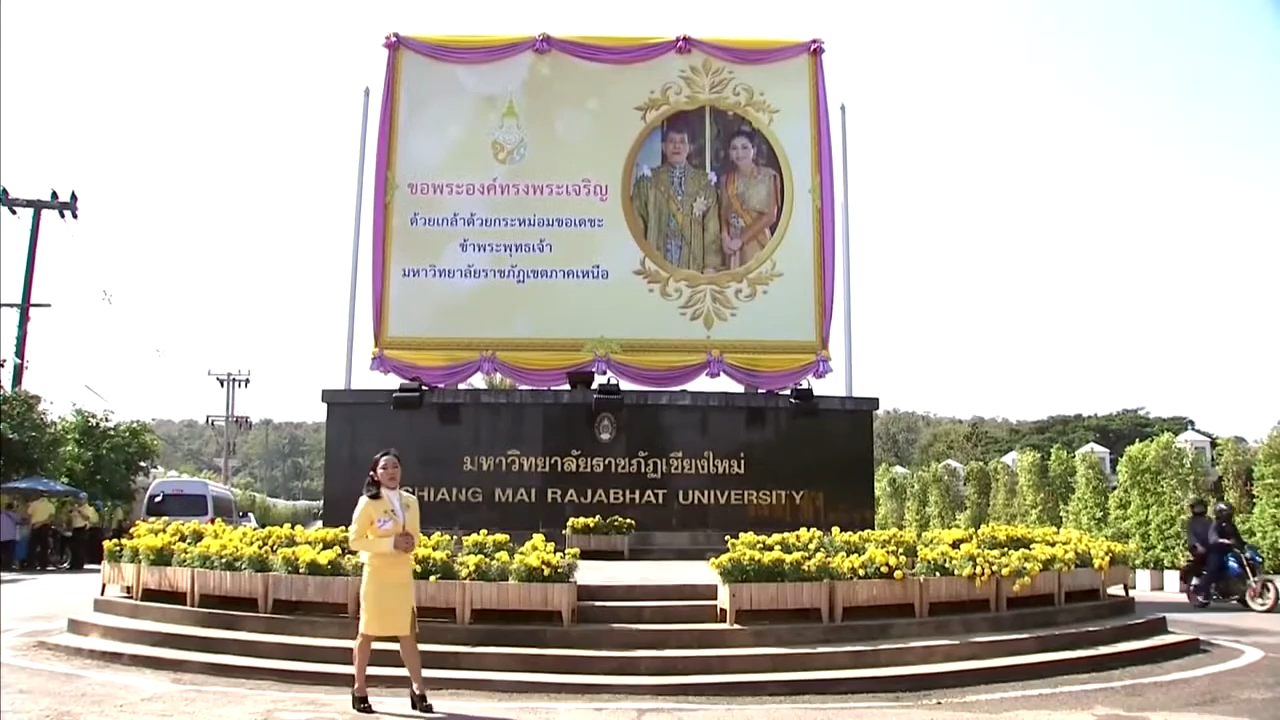 ขอพระองค์ทรงพระเจริญ
ด้วยเกล้าด้วยกระหม่อมขอเดชะ
ข้าพระพุทธเจ้า
มหาวิทยาลัยราชภัฏเขตภาคเหนือ
มหาวิทยาลัยราชภัฏเชียงใหม่
CHIANG MAI RAJABHAT UNIVERSITY